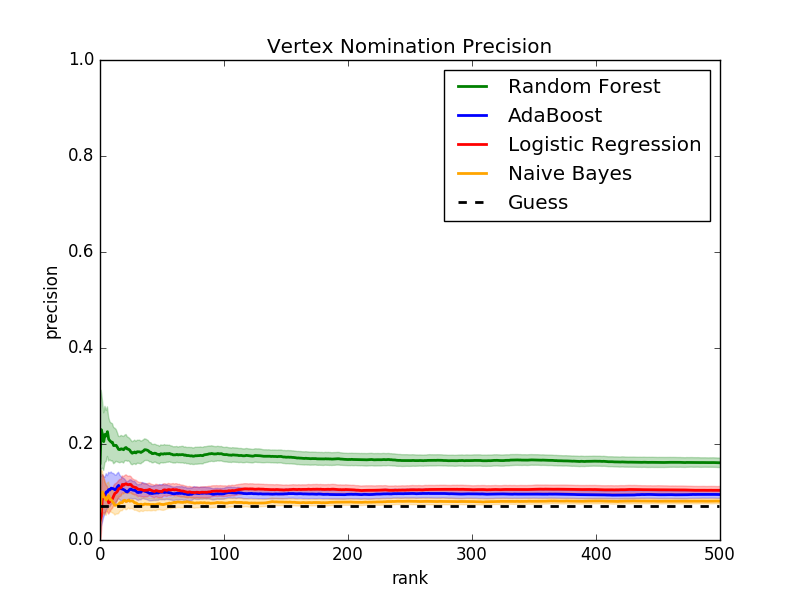 Vertex Nomination Precision
1.0
0.8
0.6
0.4
0.2
0.0
precision
Random Forest
AdaBoost
Logistic Regression
Naive Bayes
Guess
0
100
200
300
400
500
rank